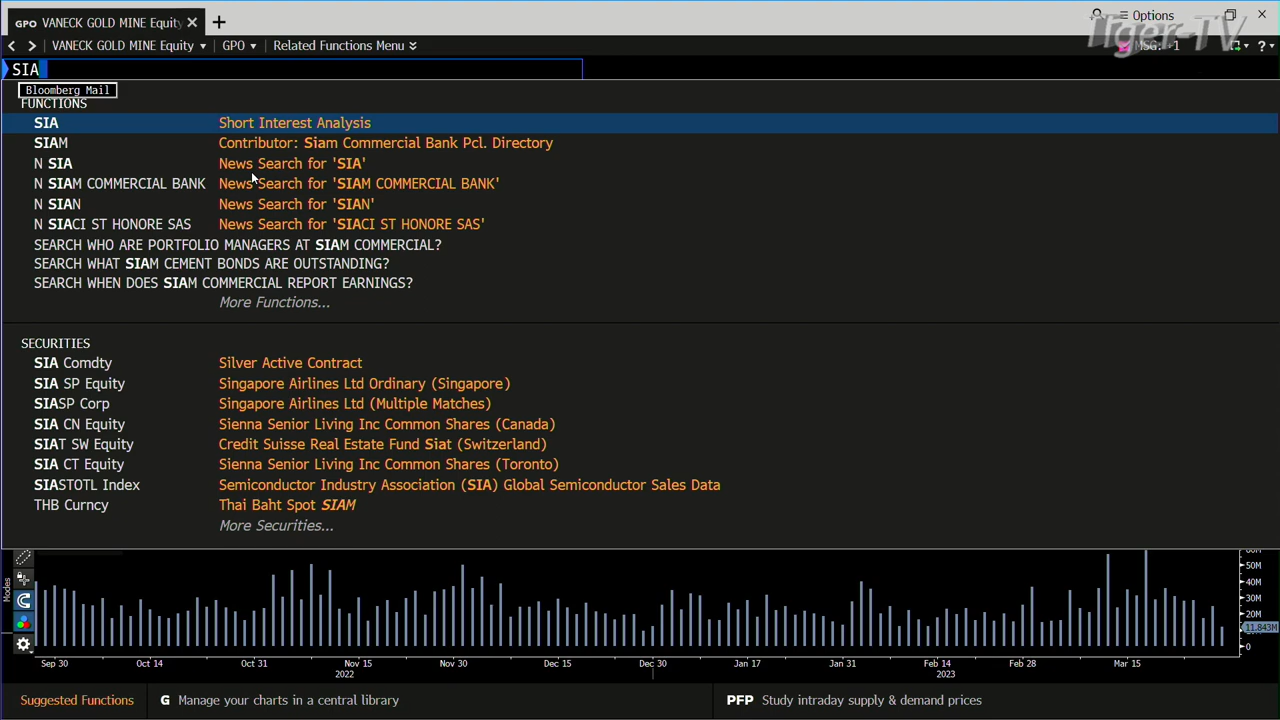 GPO VANECK GOLD MINE Equity
Options
VANECK GOLD MINE Equity GPO Related Functions Menu
MSG: +1
?
Tiger-TV
SIA
Bloomberg Mail
FUNCTIONS
SIA Short Interest Analysis
SIAM Contributor: Siam Commercial Bank Pcl. Directory
N SIA News Search for 'SIA'
N SIAM COMMERCIAL BANK News Search for 'SIAM COMMERCIAL BANK'
N SIAN News Search for 'SIAN'
N SIACI ST HONORE SAS News Search for 'SIACI ST HONORE SAS'
SEARCH WHO ARE PORTFOLIO MANAGERS AT SIAM COMMERCIAL?
SEARCH WHAT SIAM CEMENT BONDS ARE OUTSTANDING?
SEARCH WHEN DOES SIAM COMMERCIAL REPORT EARNINGS?
More Functions...
SECURITIES
SIA Comdty Silver Active Contract
SIA SP Equity Singapore Airlines Ltd Ordinary (Singapore)
SIASP Corp Singapore Airlines Ltd (Multiple Matches)
SIA CN Equity Sienna Senior Living Inc Common Shares (Canada)
SIAT SW Equity Credit Suisse Real Estate Fund Siat (Switzerland)
SIA CT Equity Sienna Senior Living Inc Common Shares (Toronto)
SIASTOTL Index Semiconductor Industry Association (SIA) Global Semiconductor Sales Data
THB Curncy Thai Baht Spot SIAM
More Securities...
Modes
60M
50M
40M
30M
20M
11.843M
0
Sep 30 Oct 14 Oct 31 Nov 15 Nov 30 Dec 15 Dec 30 Jan 17 Jan 31 Feb 14 Feb 28 Mar 15
2022 2023
Suggested Functions G Manage your charts in a central library PFP Study intraday supply & demand prices